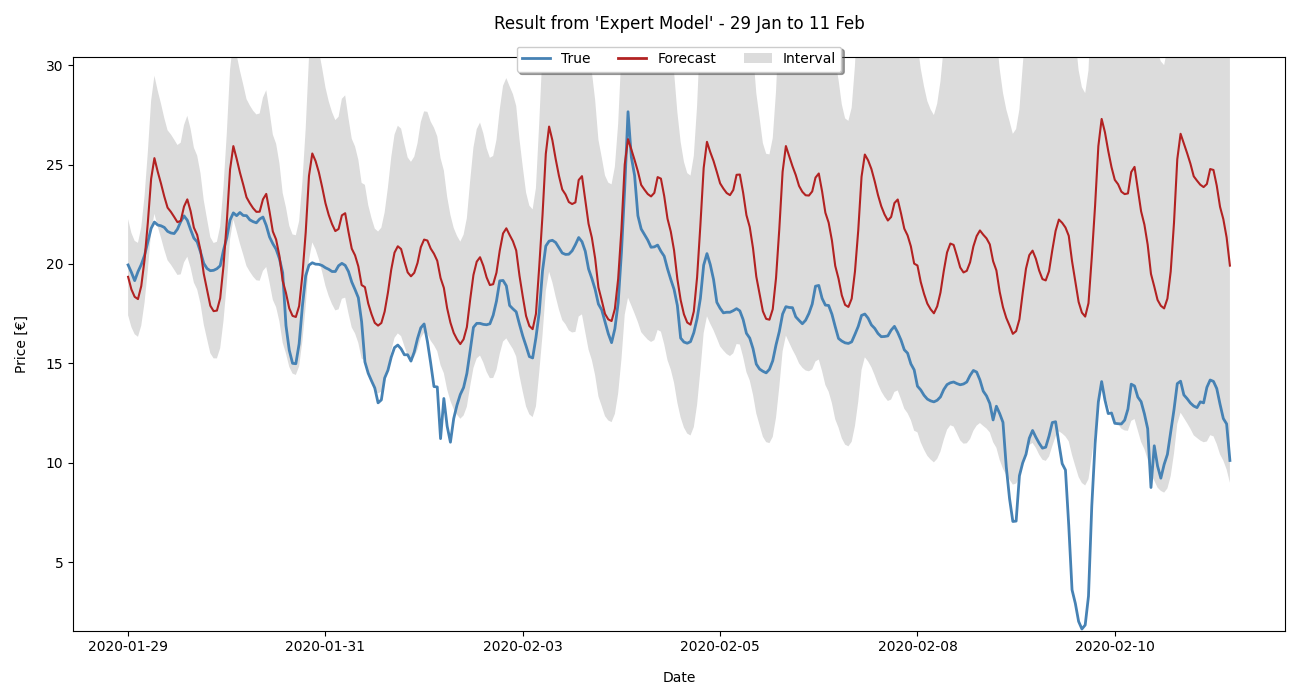 Result from 'Expert Model' - 29 Jan to 11 Feb
True Forecast Interval
30
25
20
15
10
5
Price [€]
2020-01-29 2020-01-31 2020-02-03 2020-02-05 2020-02-08 2020-02-10
Date